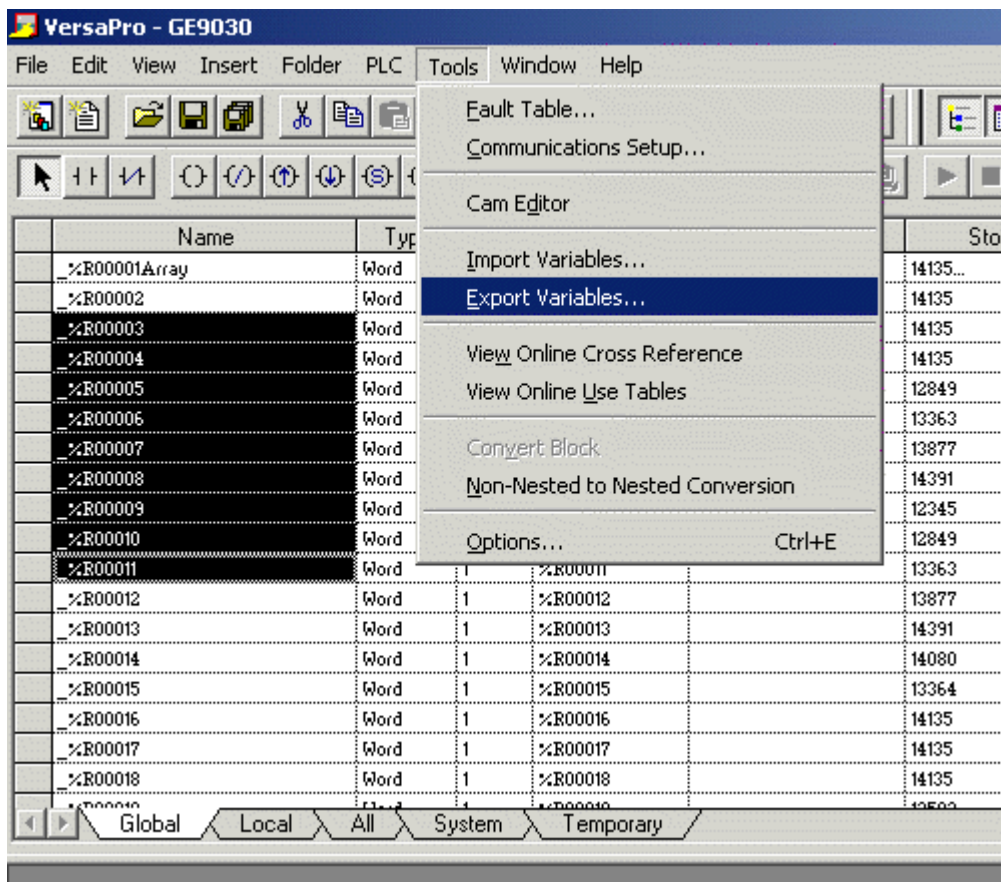 VersaPro - GE9030
File Edit View Insert Folder PLC Tools Window Help
Fault Table...
Communications Setup...
Cam Editor
Import Variables...
Export Variables...
View Online Cross Reference
View Online Use Tables
Convert Block
Non-Nested to Nested Conversion
Options... Ctrl+E
Name Typ Sto
_%R00001Array Word 14135...
_%R00002 Word 14135
_%R00003 Word 14135
_%R00004 Word 14135
_%R00005 Word 12849
_%R00006 Word 13363
_%R00007 Word 13877
_%R00008 Word 14391
_%R00009 Word 12345
_%R00010 Word 12849
_%R00011 Word 1 %R00011 13363
_%R00012 Word 1 %R00012 13877
_%R00013 Word 1 %R00013 14391
_%R00014 Word 1 %R00014 14080
_%R00015 Word 1 %R00015 13364
_%R00016 Word 1 %R00016 14135
_%R00017 Word 1 %R00017 14135
_%R00018 Word 1 %R00018 14135
Global Local All System Temporary